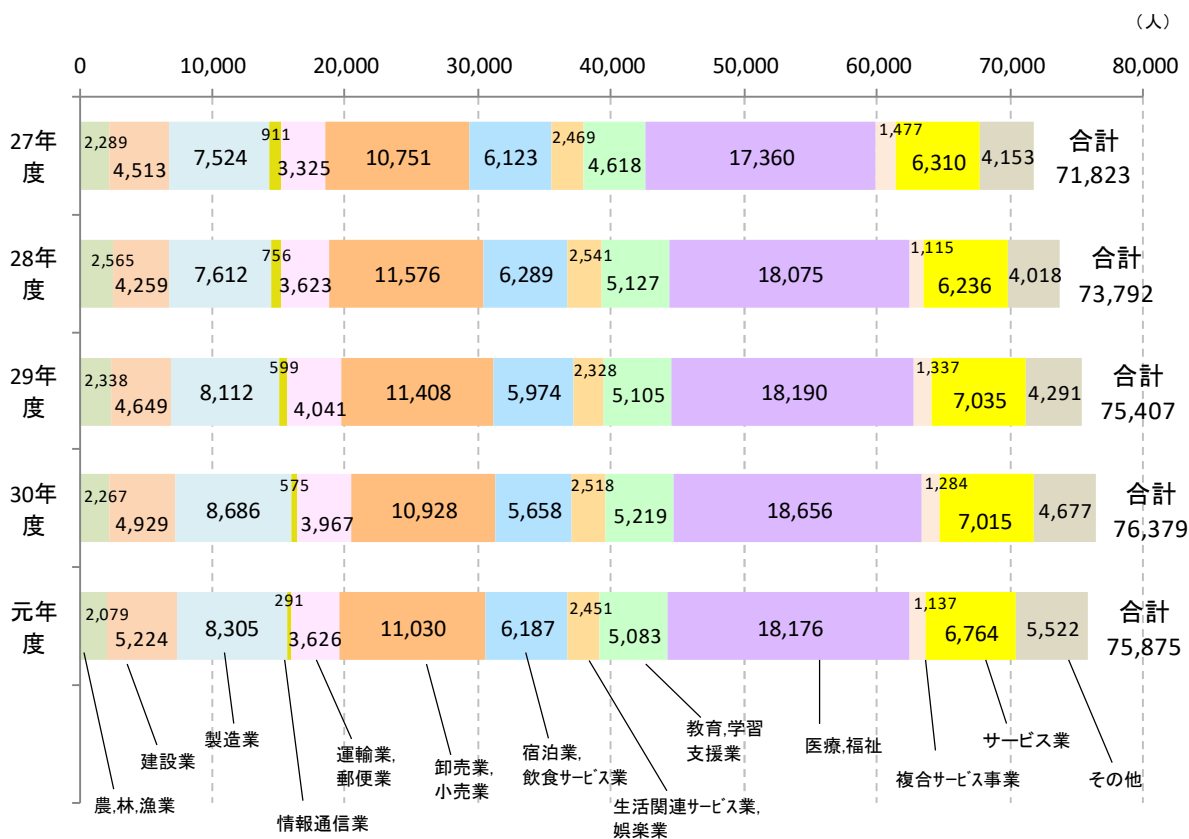 （人）
0 10,000 20,000 30,000 40,000 50,000 60,000 70,000 80,000
27年度
2,289 4,513 7,524 911 3,325 10,751 6,123 2,469 4,618 17,360 1,477 6,310 4,153
合計
71,823
28年度
2,565 4,259 7,612 756 3,623 11,576 6,289 2,541 5,127 18,075 1,115 6,236 4,018
合計
73,792
29年度
2,338 4,649 8,112 599 4,041 11,408 5,974 2,328 5,105 18,190 1,337 7,035 4,291
合計
75,407
30年度
2,267 4,929 8,686 575 3,967 10,928 5,658 2,518 5,219 18,656 1,284 7,015 4,677
合計
76,379
元年度
2,079 5,224 8,305 291 3,626 11,030 6,187 2,451 5,083 18,176 1,137 6,764 5,522
合計
75,875
農,林,漁業
建設業
製造業
情報通信業
運輸業,
郵便業
卸売業,
小売業
宿泊業,
飲食サービス業
生活関連サービス業,
娯楽業
教育,学習
支援業
医療,福祉
複合サービス事業
サービス業
その他